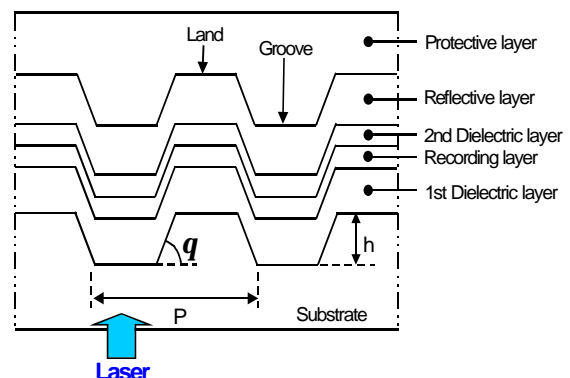 Land
Groove
Protective layer
Reflective layer
2nd Dielectric layer
Recording layer
1st Dielectric layer
q
h
P
Substrate
Laser